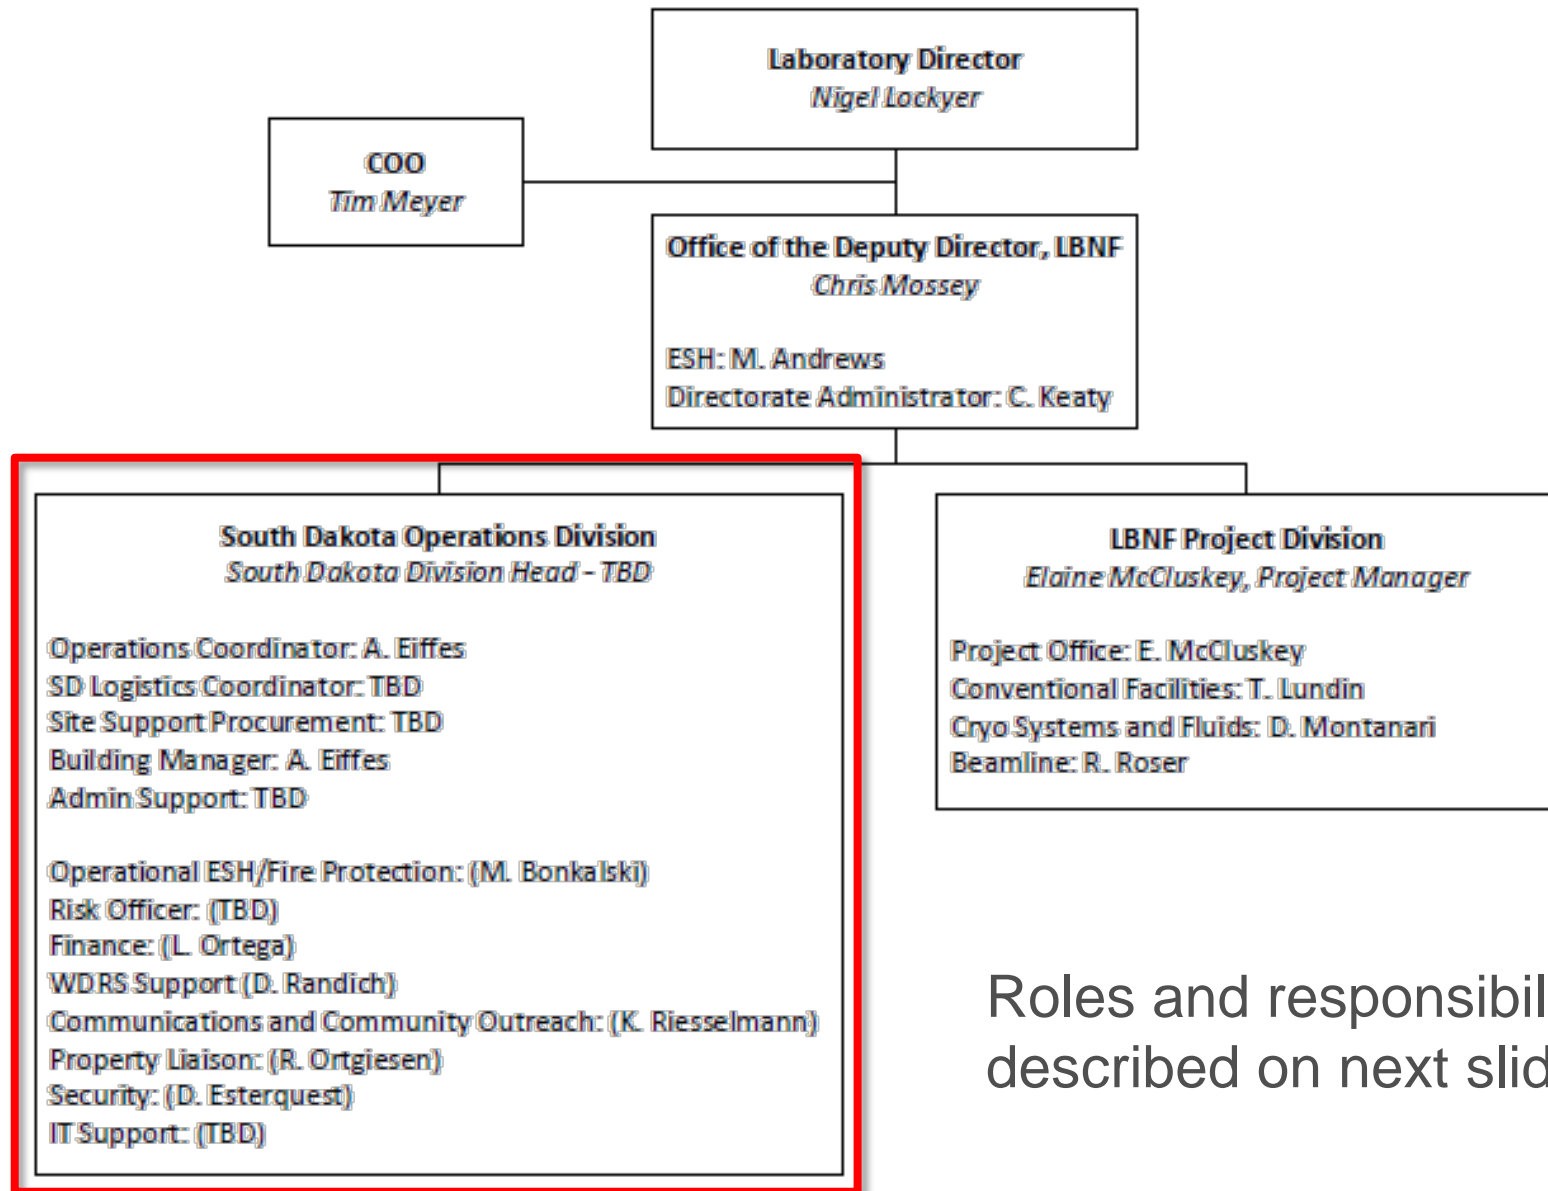 Laboratory Director
Nigel Lockyer
COO
Tim Meyer
Office of the Deputy Director, LBNF
Chris Mossey
ESH: M. Andrews
Directorate Administrator: C. Keaty
South Dakota Operations Division
South Dakota Division Head - TBD
Operations Coordinator: A. Eiffes
SD Logistics Coordinator: TBD
Site Support Procurement: TBD
Building Manager: A. Eiffes
Admin Support: TBD
Operational ESH/Fire Protection: (M. Bonkalski)
Risk Officer: (TBD)
Finance: (L. Ortega)
WDRS Support (D. Randich)
Communications and Community Outreach: (K. Riesselmann)
Property Liaison: (R. Ortgiesen)
Security: (D. Esterquest)
IT Support: (TBD)
LBNF Project Division
Elaine McCluskey, Project Manager
Project Office: E. McCluskey
Conventional Facilities: T. Lundin
Cryo Systems and Fluids: D. Montanari
Beamline: R. Roser
Roles and responsibil
described on next slid